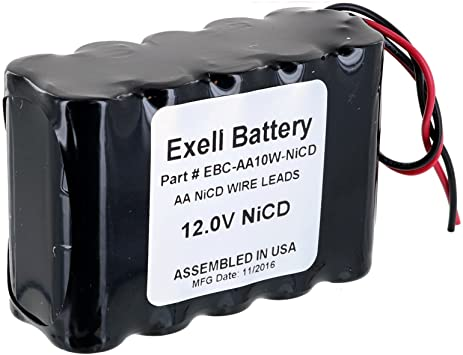 Exell Battery
Part # EBC-AA10W-NiCD
AA NiCD WIRE LEADS
12.0V NiCD
ASSEMBLED IN USA
MFG Date: 11/2016